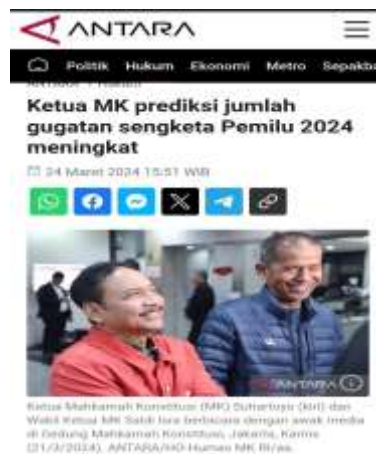 ANTARA
Politik Hukum Ekonomi Metro Sepakb
Ketua MK prediksi jumlah
gugatan sengketa Pemilu 2024
meningkat
24 Maret 2024 15:51 WIB
ANTARA
Ketua Mahkamah Konstitusi (MK) Suhartoyo (kiri) dan
Wakil Ketua MK Saldi Isra berbicara dengan awak media
di Gedung Mahkamah Konstitusi, Jakarta, Kamis
(21/3/2024). ANTARA/HO-Humas MK RI/aa.